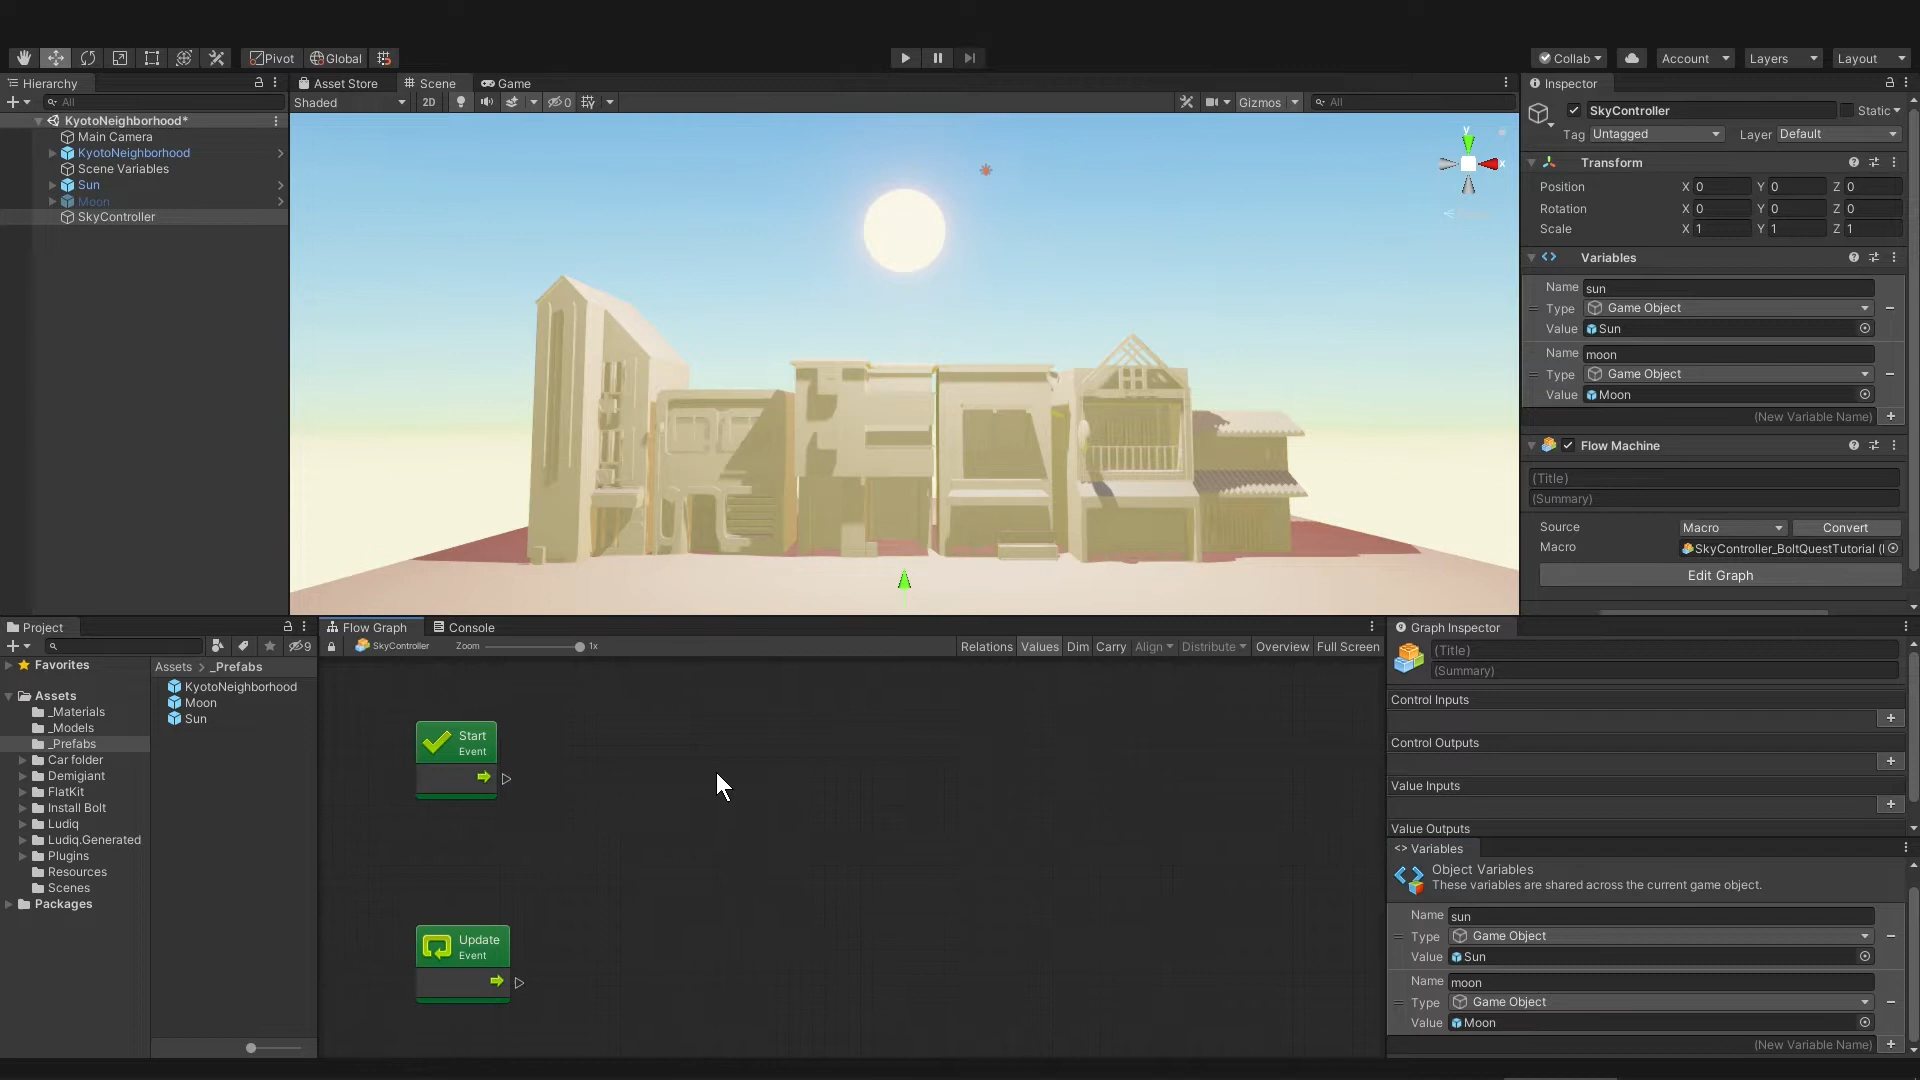 Pivot Global Collab Account Layers Layout
Hierarchy
All
KyotoNeighborhood*
Main Camera
KyotoNeighborhood
Scene Variables
Sun
Moon
SkyController
Asset Store Scene Game
Shaded 2D 0 Gizmos All
y
x
Inspector
SkyController Static
Tag Untagged Layer Default
Transform
Position X 0 Y 0 Z 0
Rotation X 0 Y 0 Z 0
Scale X 1 Y 1 Z 1
Variables
Name sun
Type Game Object
Value Sun
Name moon
Type Game Object
Value Moon
(New Variable Name)
Flow Machine
(Title)
(Summary)
Source Macro Convert
Macro SkyController_BoltQuestTutorial (
Edit Graph
Project
9
Favorites
Assets
_Materials
_Models
_Prefabs
Car folder
Demigiant
FlatKit
Install Bolt
Ludiq
Ludiq.Generated
Plugins
Resources
Scenes
Packages
Assets > _Prefabs
KyotoNeighborhood
Moon
Sun
Flow Graph Console
SkyController Zoom 1x Relations Values Dim Carry Align Distribute Overview Full Screen
Start
Event
Update
Event
Graph Inspector
(Title)
(Summary)
Control Inputs
Control Outputs
Value Inputs
Value Outputs
Variables
Object Variables
These variables are shared across the current game object.
Name sun
Type Game Object
Value Sun
Name moon
Type Game Object
Value Moon
(New Variable Name)